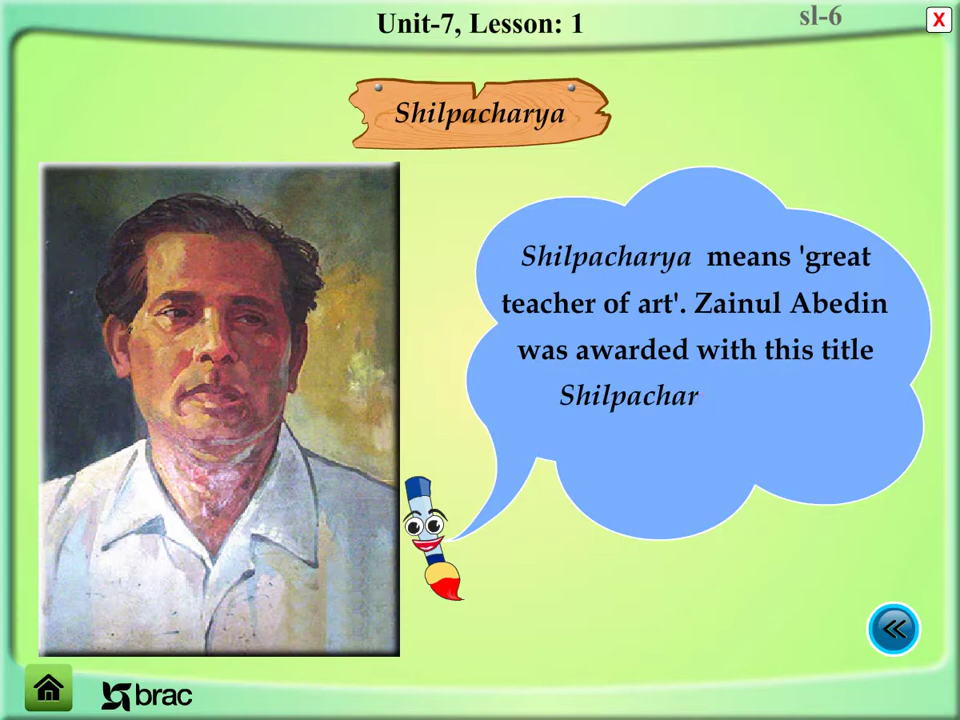 Unit-7, Lesson: 1
sl-6
X
Shilpacharya
Shilpacharya means 'great
teacher of art'. Zainul Abedin
was awarded with this title
Shilpachar
brac